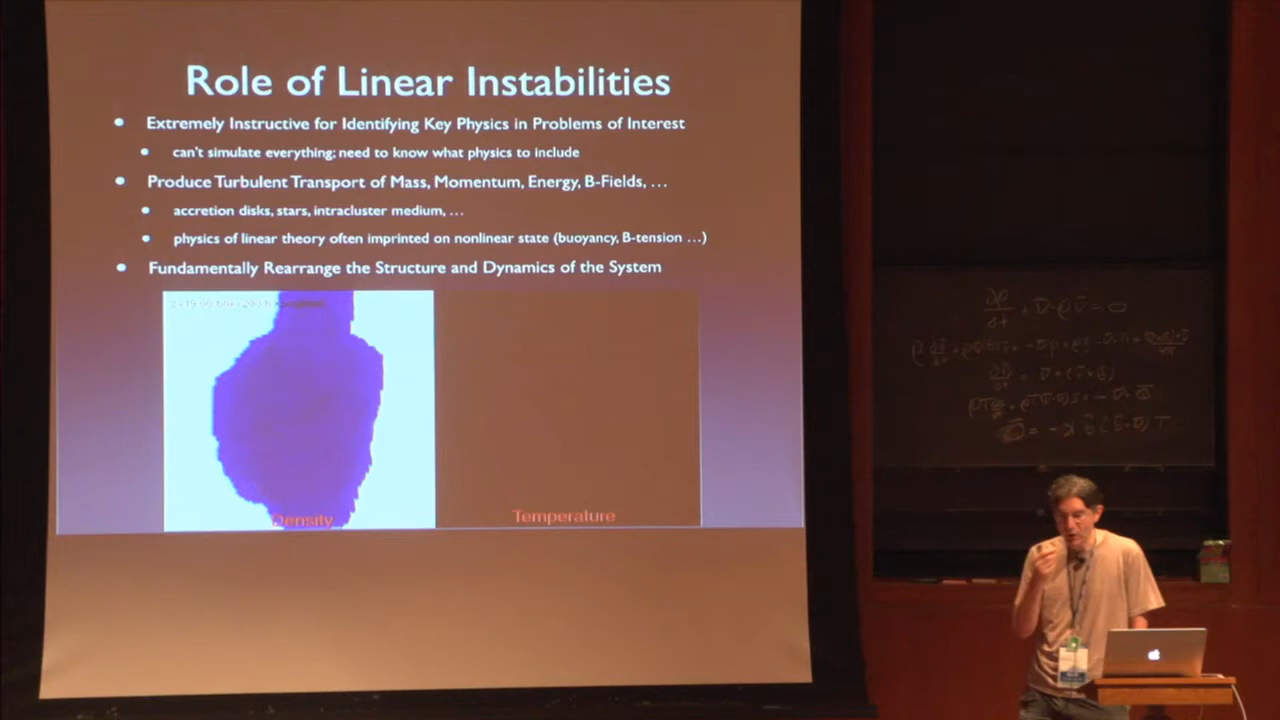 Role of Linear Instabilities
• Extremely Instructive for Identifying Key Physics in Problems of Interest
• can't simulate everything; need to know what physics to include
• Produce Turbulent Transport of Mass, Momentum, Energy, B-Fields, …
• accretion disks, stars, intracluster medium, …
• physics of linear theory often imprinted on nonlinear state (buoyancy, B-tension …)
• Fundamentally Rearrange the Structure and Dynamics of the System
Density
Temperature